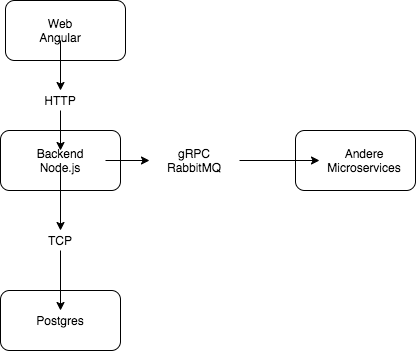 Web
Angular
HTTP
Backend
Node.js
gRPC
RabbitMQ
Andere
Microservices
TCP
Postgres